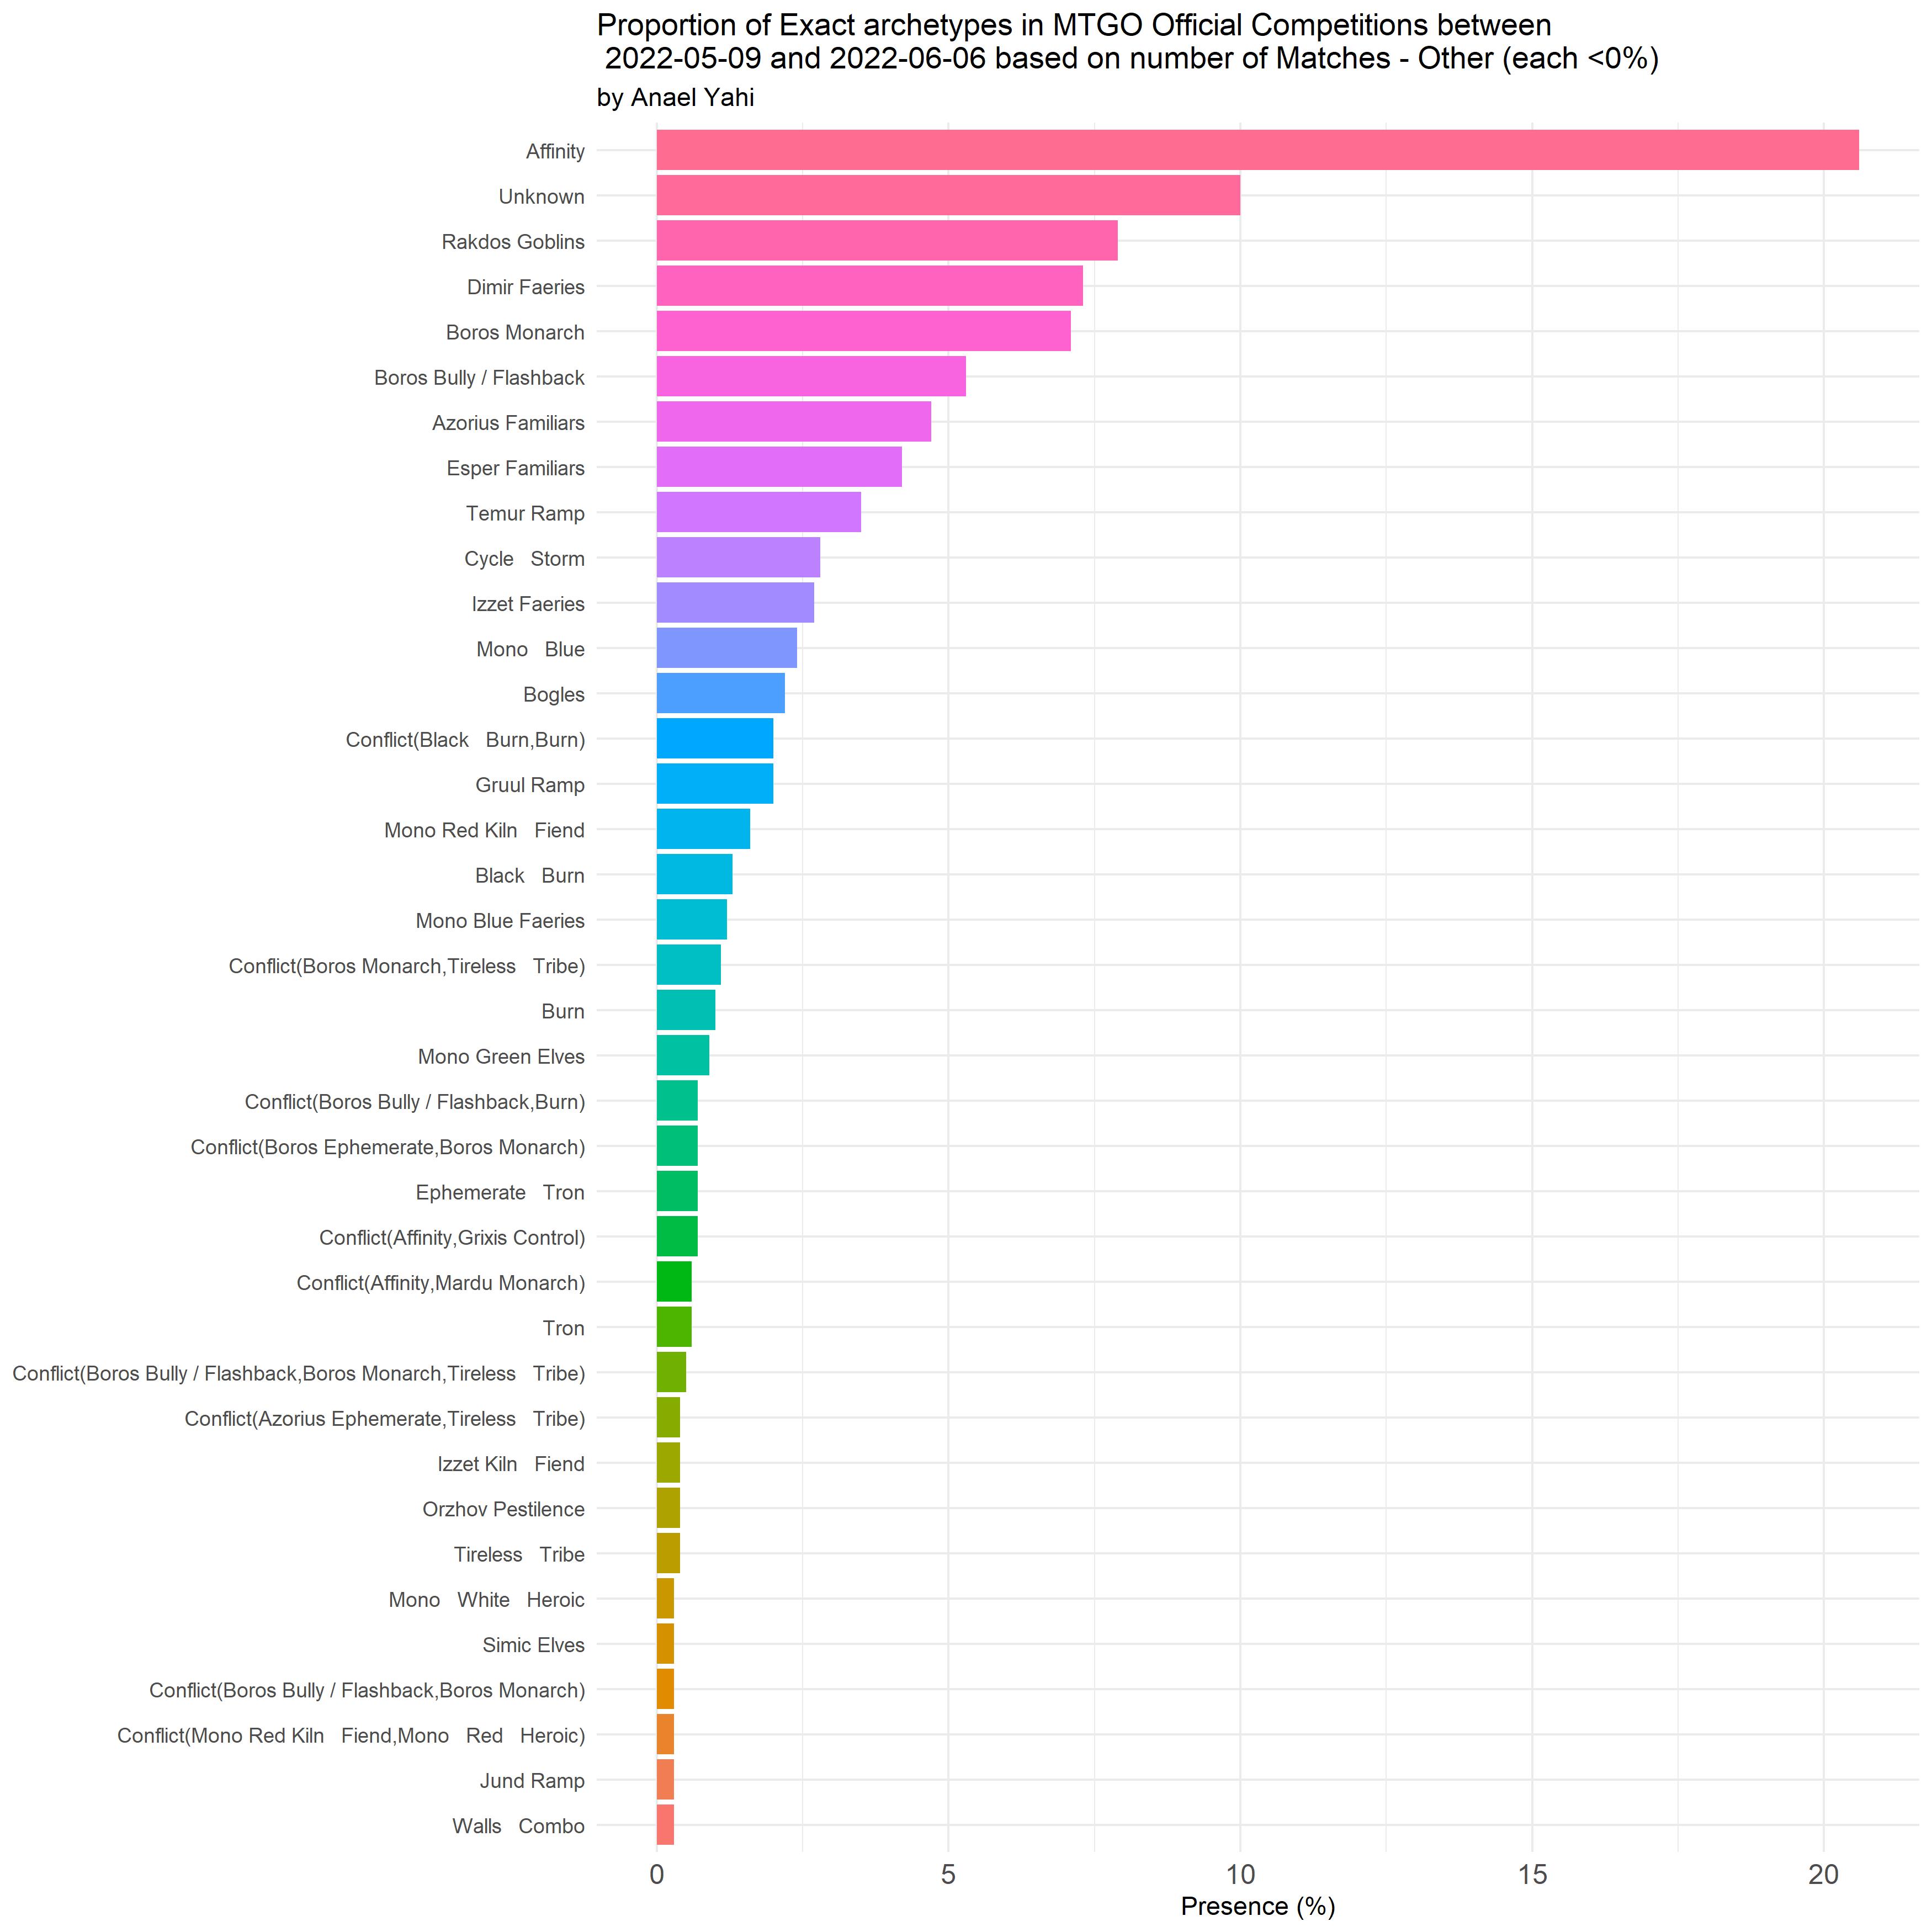 Proportion of Exact archetypes in MTGO Official Competitions between
2022-05-09 and 2022-06-06 based on number of Matches - Other (each <0%)
by Anael Yahi
Affinity
Unknown
Rakdos Goblins
Dimir Faeries
Boros Monarch
Boros Bully / Flashback
Azorius Familiars
Esper Familiars
Temur Ramp
Cycle   Storm
Izzet Faeries
Mono   Blue
Bogles
Conflict(Black   Burn,Burn)
Gruul Ramp
Mono Red Kiln   Fiend
Black   Burn
Mono Blue Faeries
Conflict(Boros Monarch,Tireless   Tribe)
Burn
Mono Green Elves
Conflict(Boros Bully / Flashback,Burn)
Conflict(Boros Ephemerate,Boros Monarch)
Ephemerate   Tron
Conflict(Affinity,Grixis Control)
Conflict(Affinity,Mardu Monarch)
Tron
Conflict(Boros Bully / Flashback,Boros Monarch,Tireless   Tribe)
Conflict(Azorius Ephemerate,Tireless   Tribe)
Izzet Kiln   Fiend
Orzhov Pestilence
Tireless   Tribe
Mono   White   Heroic
Simic Elves
Conflict(Boros Bully / Flashback,Boros Monarch)
Conflict(Mono Red Kiln   Fiend,Mono   Red   Heroic)
Jund Ramp
Walls   Combo
0 5 10 15 20
Presence (%)